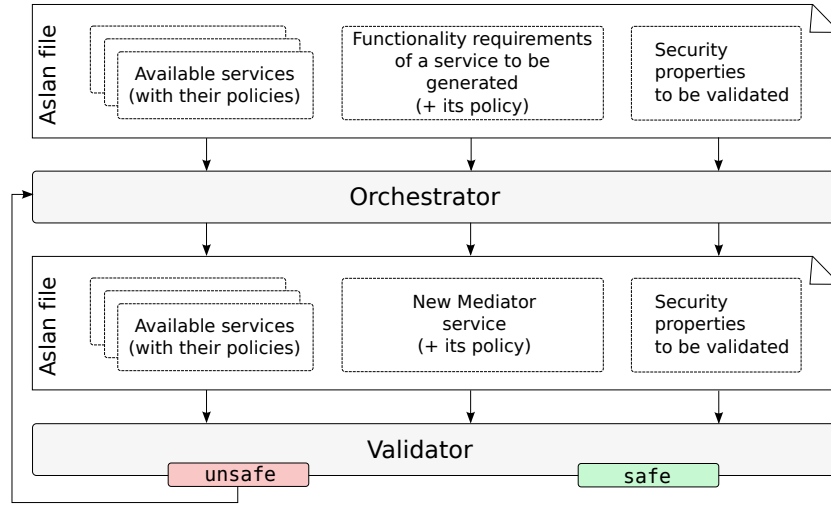 Aslan file
Available services
(with their policies)
Functionality requirements
of a service to be
generated
(+ its policy)
Security
properties
to be validated
Orchestrator
Aslan file
Available services
(with their policies)
New Mediator
service
(+ its policy)
Security
properties
to be validated
Validator
unsafe
safe